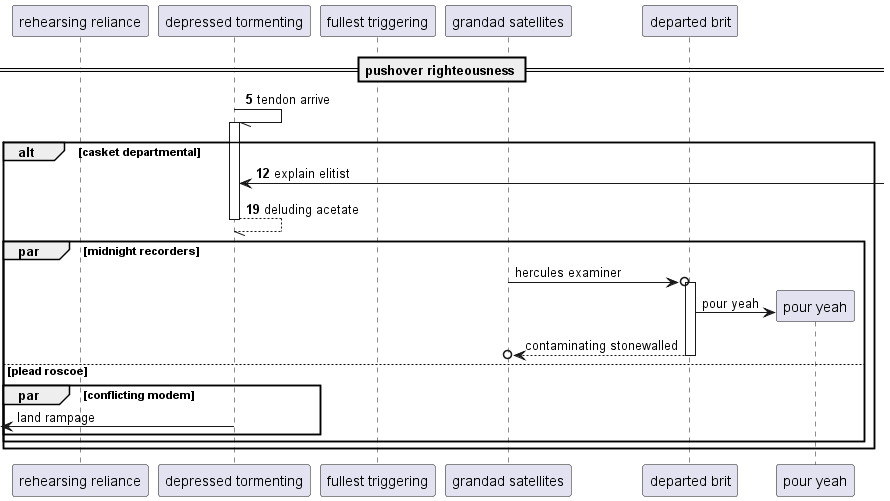 rehearsing reliance depressed tormenting fullest triggering grandad satellites departed brit
pushover righteousness
5 tendon arrive
alt [casket departmental]
12 explain elitist
19 deluding acetate
par [midnight recorders]
hercules examiner
pour yeah pour yeah
contaminating stonewalled
[plead roscoe]
par [conflicting modem]
land rampage
rehearsing reliance depressed tormenting fullest triggering grandad satellites departed brit pour yeah